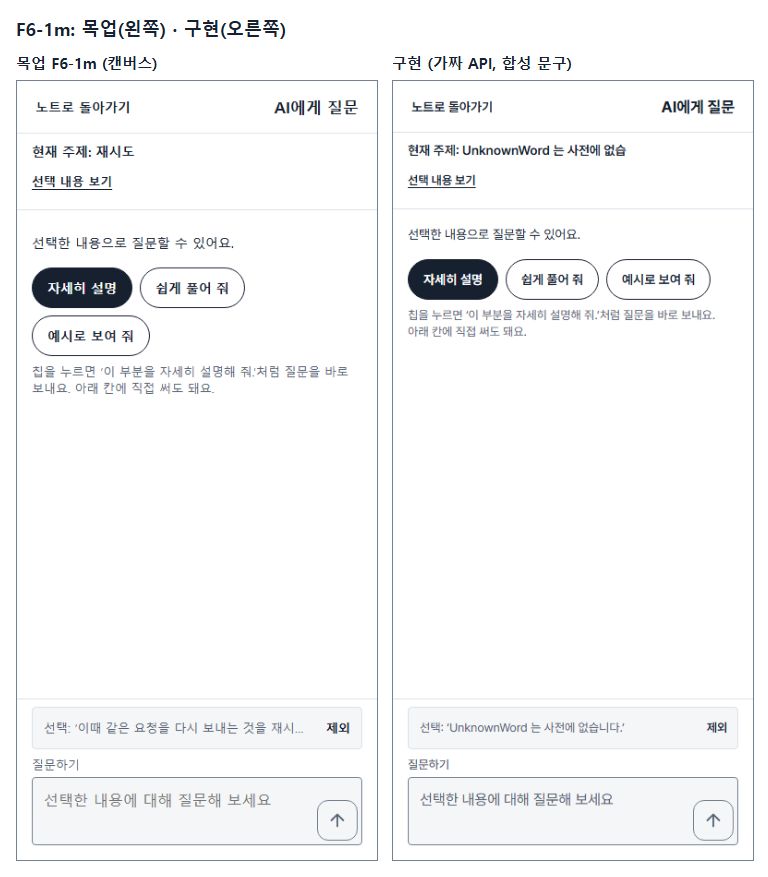 F6-1m: 목업(왼쪽) · 구현(오른쪽)
목업 F6-1m (캔버스)
노트로 돌아가기
AI에게 질문
현재 주제: 재시도
선택 내용 보기
선택한 내용으로 질문할 수 있어요.
자세히 설명
쉽게 풀어 줘
예시로 보여 줘
칩을 누르면 ‘이 부분을 자세히 설명해 줘.’처럼 질문을 바로
보내요. 아래 칸에 직접 써도 돼요.
선택: ‘이때 같은 요청을 다시 보내는 것을 재시...
제외
질문하기
선택한 내용에 대해 질문해 보세요
구현 (가짜 API, 합성 문구)
노트로 돌아가기
AI에게 질문
현재 주제: UnknownWord 는 사전에 없습
선택 내용 보기
선택한 내용으로 질문할 수 있어요.
자세히 설명
쉽게 풀어 줘
예시로 보여 줘
칩을 누르면 ‘이 부분을 자세히 설명해 줘.’처럼 질문을 바로 보내요.
아래 칸에 직접 써도 돼요.
선택: ‘UnknownWord 는 사전에 없습니다.’
제외
질문하기
선택한 내용에 대해 질문해 보세요